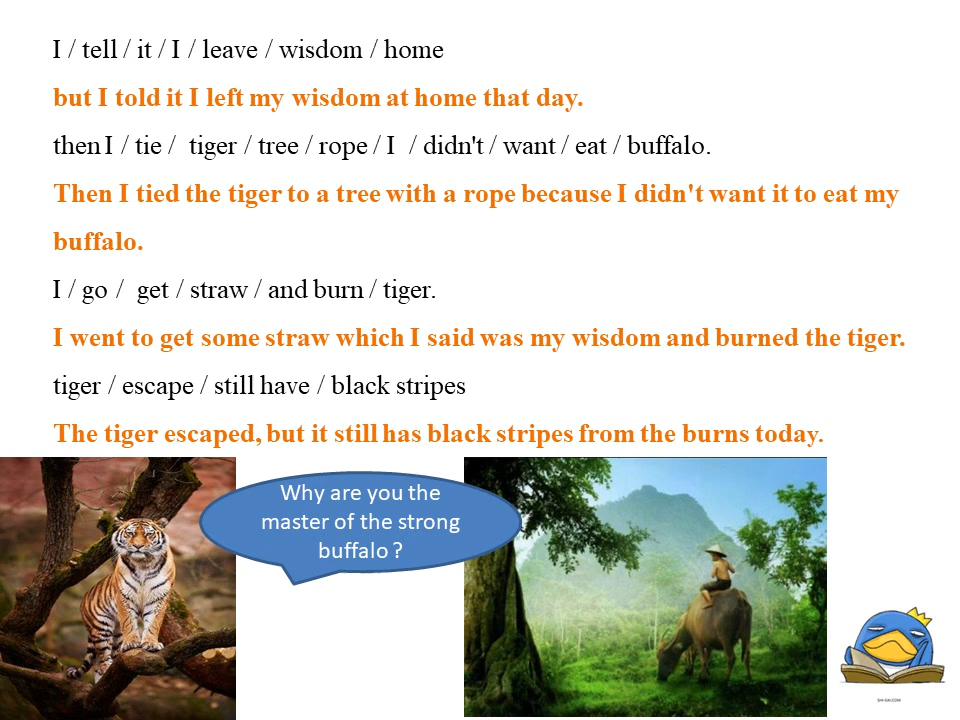 I / tell / it / I / leave / wisdom / home
but I told it I left my wisdom at home that day.
then I / tie /  tiger / tree / rope / I  / didn't / want / eat / buffalo.
Then I tied the tiger to a tree with a rope because I didn't want it to eat my
buffalo.
I / go /  get / straw / and burn / tiger.
I went to get some straw which I said was my wisdom and burned the tiger.
tiger / escape / still have / black stripes
The tiger escaped, but it still has black stripes from the burns today.
Why are you the
master of the strong
buffalo ?